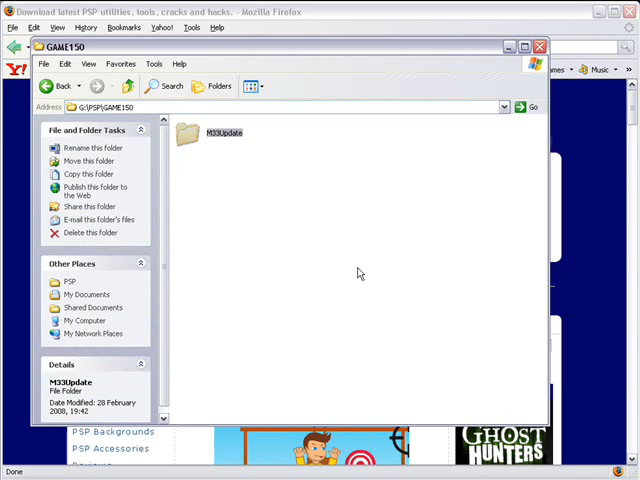 Download latest PSP utilities, tools, cracks and hacks. - Mozilla Firefox
File Edit View History Bookmarks Yahoo! Tools Help
GAME150
File Edit View Favorites Tools Help
Back Search Folders
Address G:\PSP\GAME150 Go
Y! Music
File and Folder Tasks
Rename this folder
Move this folder
Copy this folder
Publish this folder to
the Web
Share this folder
E-mail this folder's files
Delete this folder
Other Places
PSP
My Documents
Shared Documents
My Computer
My Network Places
Details
M33Update
File Folder
Date Modified: 28 February
2008, 19:42
M33Update
PSP Backgrounds
PSP Accessories
GHOST
HUNTERS
Done